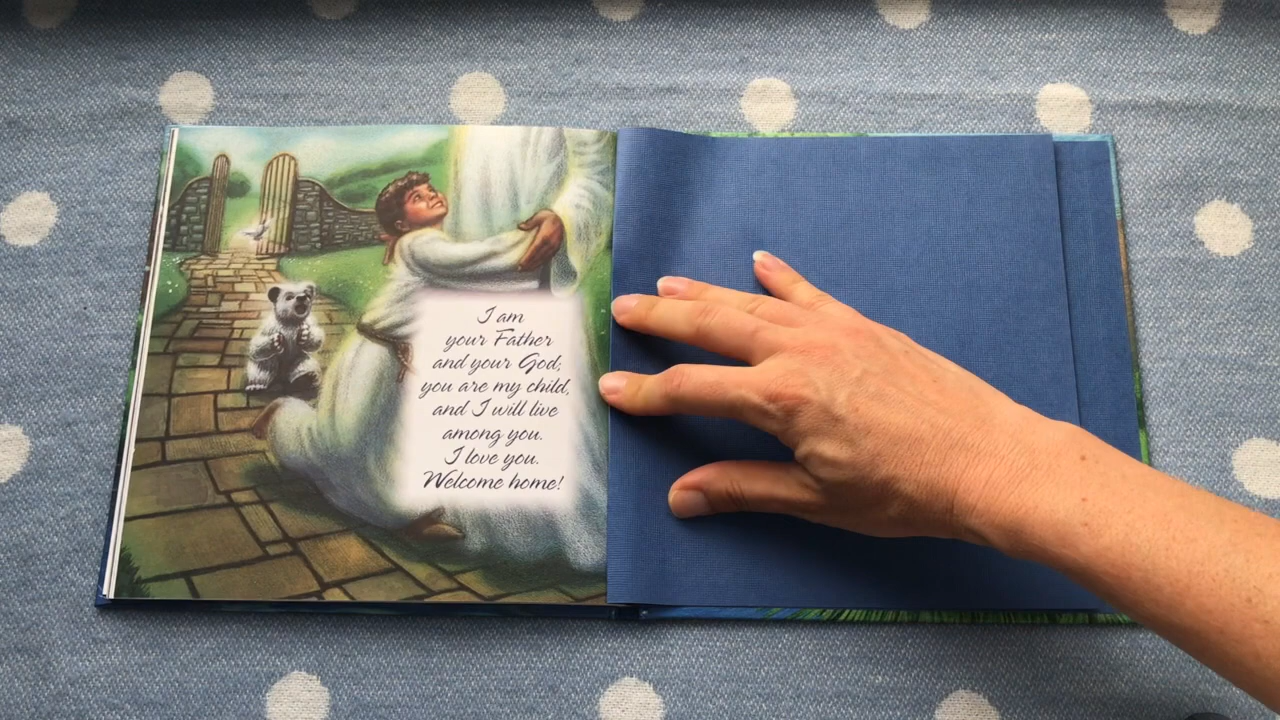 I am
your Father
and your God;
you are my child,
and I will live
among you.
I love you.
Welcome home!